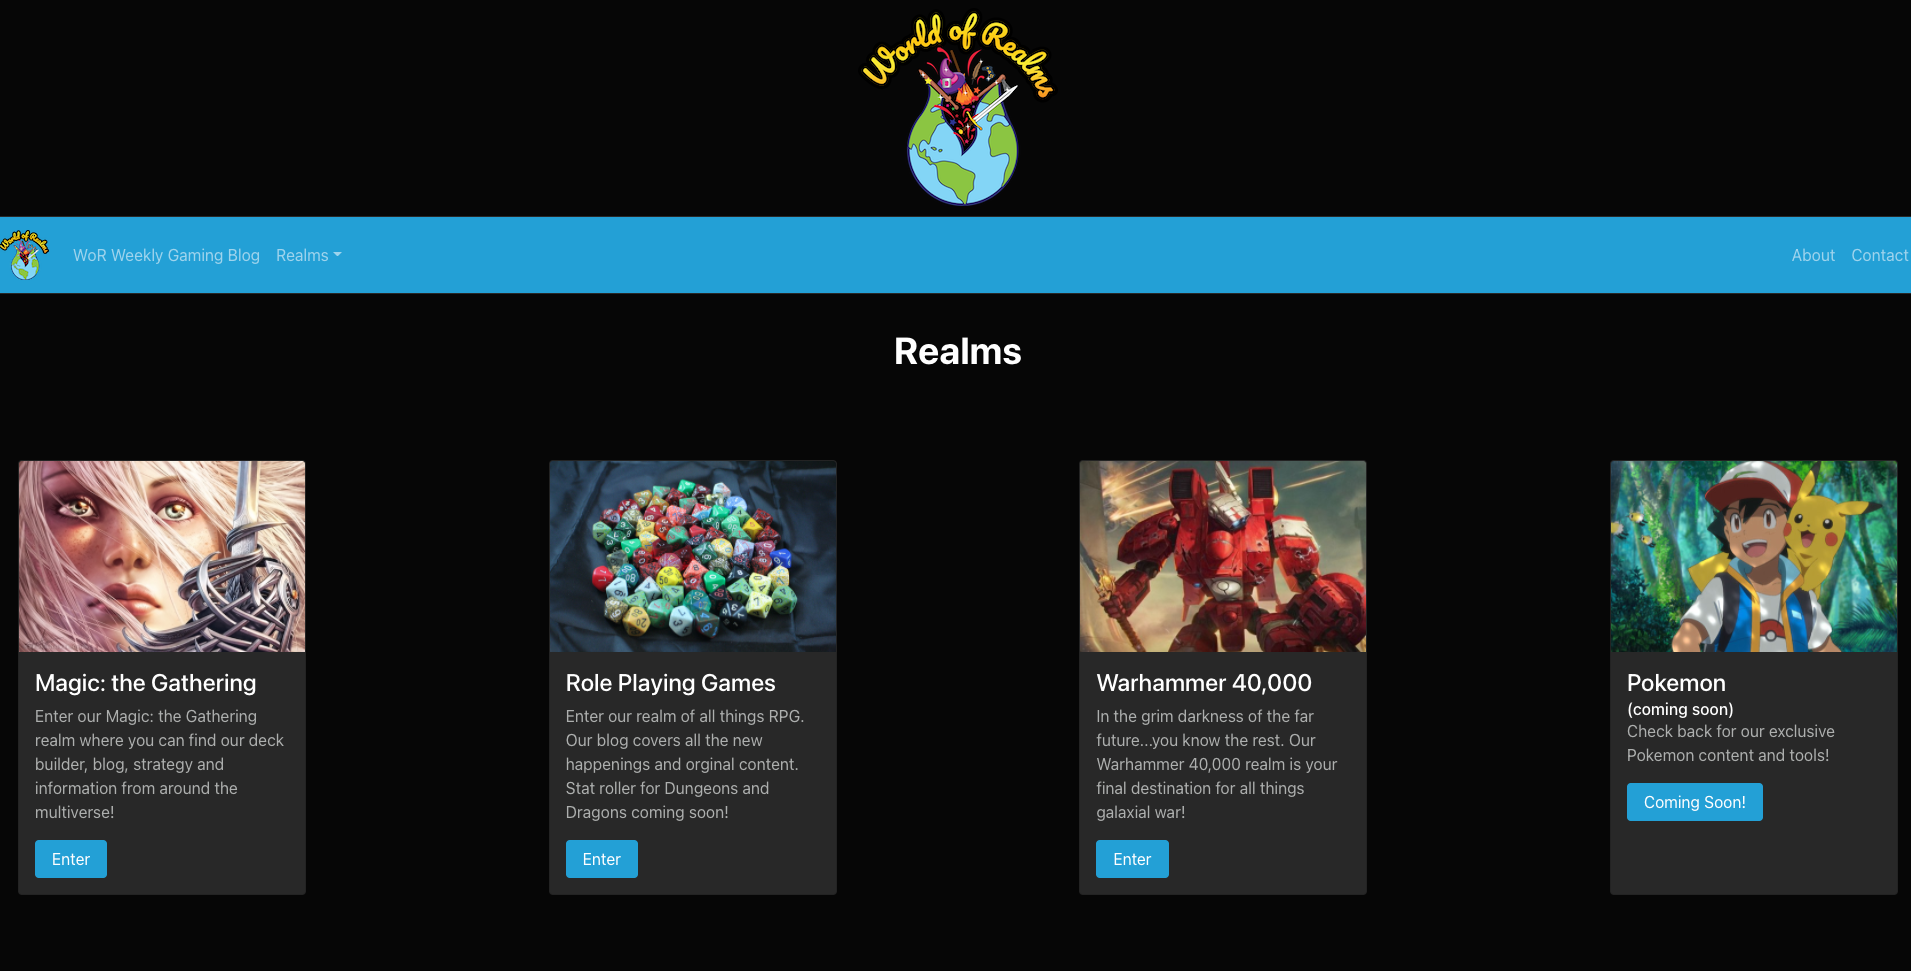 World of Realms
World of Realms
WoR Weekly Gaming Blog
Realms
About
Contact
Realms
Magic: the Gathering
Enter our Magic: the Gathering
realm where you can find our deck
builder, blog, strategy and
information from around the
multiverse!
Enter
Role Playing Games
Enter our realm of all things RPG.
Our blog covers all the new
happenings and orginal content.
Stat roller for Dungeons and
Dragons coming soon!
Enter
Warhammer 40,000
In the grim darkness of the far
future...you know the rest. Our
Warhammer 40,000 realm is your
final destination for all things
galaxial war!
Enter
Pokemon
(coming soon)
Check back for our exclusive
Pokemon content and tools!
Coming Soon!